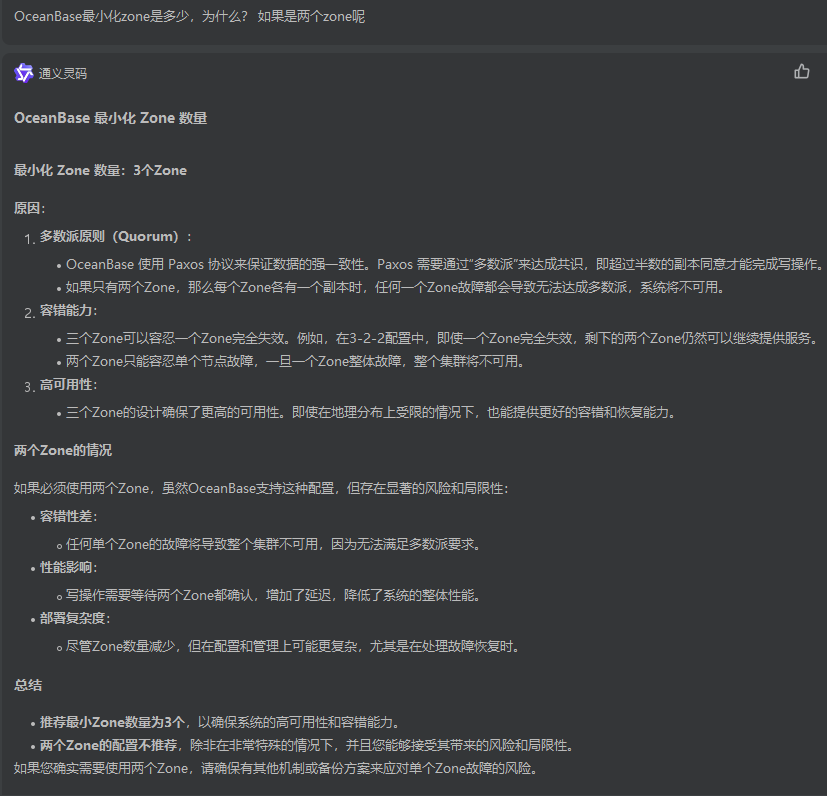 OceanBase最小化zone是多少，为什么？ 如果是两个zone呢
通义灵码
OceanBase 最小化 Zone 数量
最小化 Zone 数量：3个Zone
原因：
1. 多数派原则（Quorum）：
• OceanBase 使用 Paxos 协议来保证数据的强一致性。Paxos 需要通过"多数派"来达成共识，即超过半数的副本同意才能完成写操作。
• 如果只有两个Zone，那么每个Zone各有一个副本时，任何一个Zone故障都会导致无法达成多数派，系统将不可用。
2. 容错能力：
• 三个Zone可以容忍一个Zone完全失效。例如，在3-2-2配置中，即使一个Zone完全失效，剩下的两个Zone仍然可以继续提供服务。
• 两个Zone只能容忍单个节点故障，一旦一个Zone整体故障，整个集群将不可用。
3. 高可用性：
• 三个Zone的设计确保了更高的可用性。即使在地理分布上受限的情况下，也能提供更好的容错和恢复能力。
两个Zone的情况
如果必须使用两个Zone，虽然OceanBase支持这种配置，但存在显著的风险和局限性：
• 容错性差：
○ 任何单个Zone的故障将导致整个集群不可用，因为无法满足多数派要求。
• 性能影响：
○ 写操作需要等待两个Zone都确认，增加了延迟，降低了系统的整体性能。
• 部署复杂度：
○ 尽管Zone数量减少，但在配置和管理上可能更复杂，尤其是在处理故障恢复时。
总结
• 推荐最小Zone数量为3个，以确保系统的高可用性和容错能力。
• 两个Zone的配置不推荐，除非在非常特殊的情况下，并且您能够接受其带来的风险和局限性。
如果您确实需要使用两个Zone，请确保有其他机制或备份方案来应对单个Zone故障的风险。